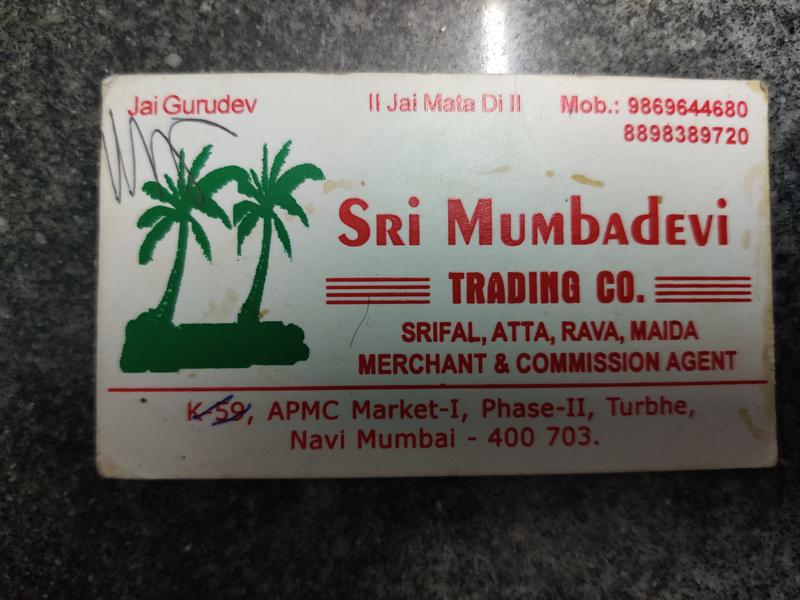 Jai Gurudev
II Jai Mata Di II
Mob.: 9869644680
8898389720
SRI MUMBADEVI
TRADING CO.
SRIFAL, ATTA, RAVA, MAIDA
MERCHANT & COMMISSION AGENT
K-59, APMC Market-I, Phase-II, Turbhe,
Navi Mumbai - 400 703.